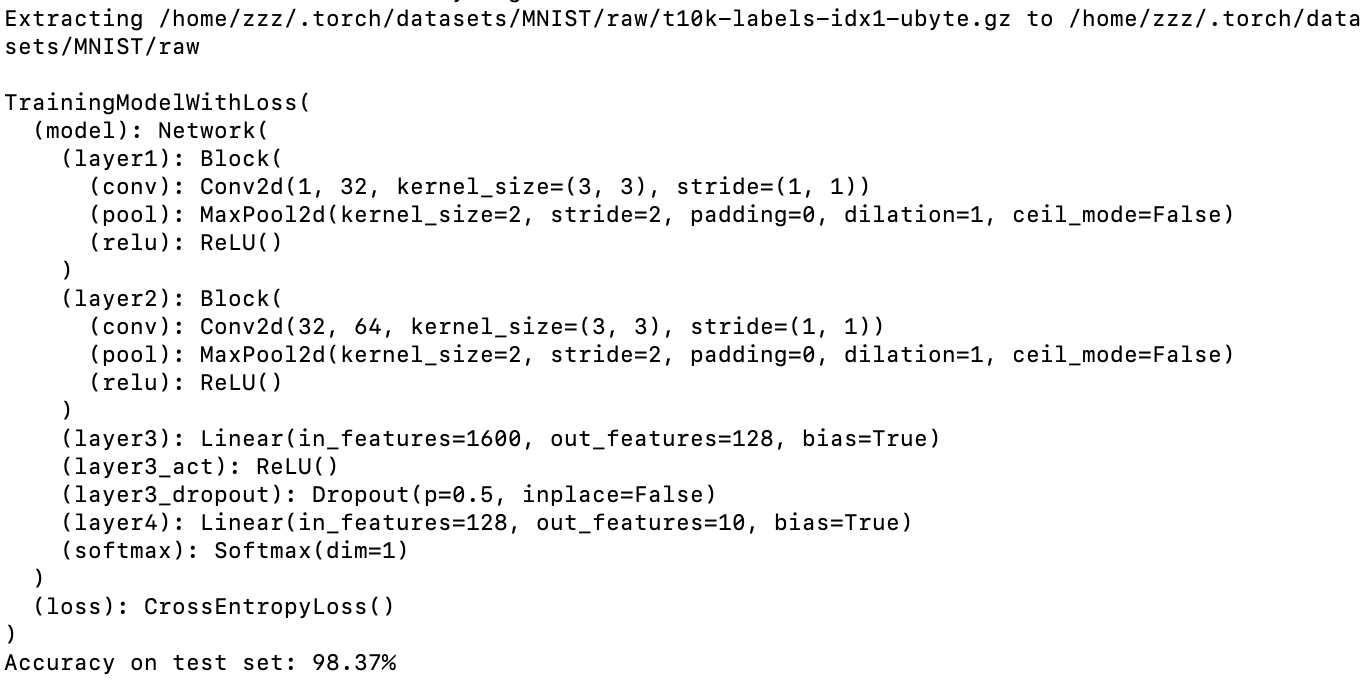 Extracting /home/zzz/.torch/datasets/MNIST/raw/t10k-labels-idx1-ubyte.gz to /home/zzz/.torch/data
sets/MNIST/raw

TrainingModelWithLoss(
  (model): Network(
    (layer1): Block(
      (conv): Conv2d(1, 32, kernel_size=(3, 3), stride=(1, 1))
      (pool): MaxPool2d(kernel_size=2, stride=2, padding=0, dilation=1, ceil_mode=False)
      (relu): ReLU()
    )
    (layer2): Block(
      (conv): Conv2d(32, 64, kernel_size=(3, 3), stride=(1, 1))
      (pool): MaxPool2d(kernel_size=2, stride=2, padding=0, dilation=1, ceil_mode=False)
      (relu): ReLU()
    )
    (layer3): Linear(in_features=1600, out_features=128, bias=True)
    (layer3_act): ReLU()
    (layer3_dropout): Dropout(p=0.5, inplace=False)
    (layer4): Linear(in_features=128, out_features=10, bias=True)
    (softmax): Softmax(dim=1)
  )
  (loss): CrossEntropyLoss()
)
Accuracy on test set: 98.37%